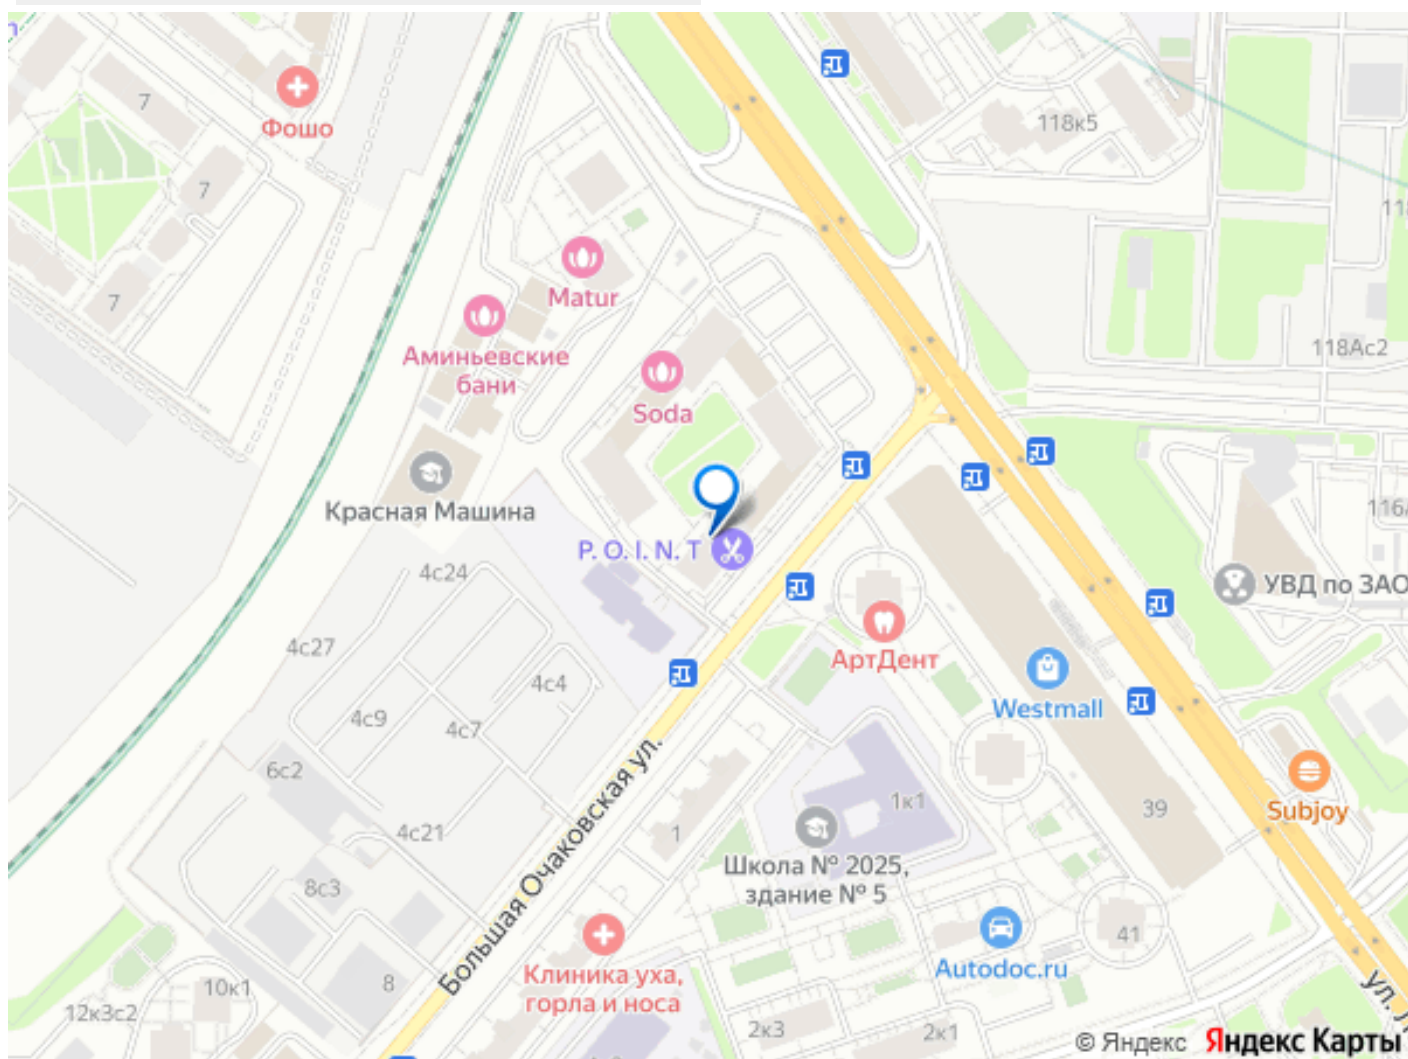 7
Фошо
118к5
7
Matur
7
118Ас2
Аминьевские
бани
Soda
Красная Машина
P. O. I. N. T
4с24
УВД по ЗАО
4с27
АртДент
4с4
Westmall
4с9
4с7
6с2
1к1
39
Subjoy
4с21
1
Большая Очаковская ул.
Школа № 2025,
здание № 5
8с3
41
Autodoc.ru
Клиника уха,
горла и носа
10к1
8
12к3с2
2к3
2к1
ул. Л
© Яндекс Яндекс Карты